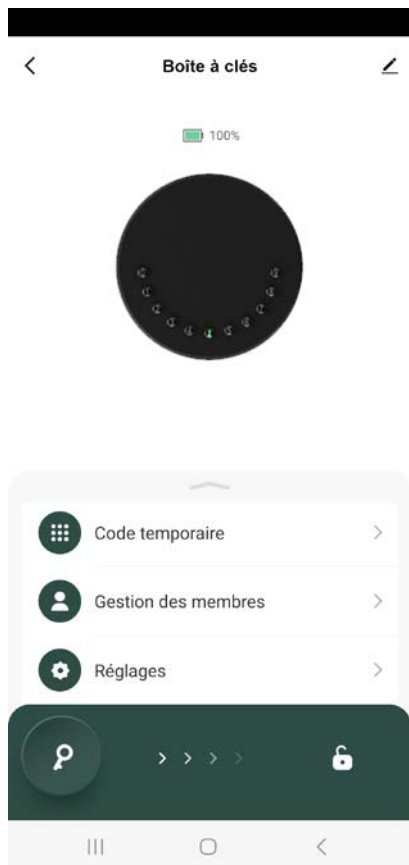 Boîte à clés
100%
Code temporaire
Gestion des membres
Réglages